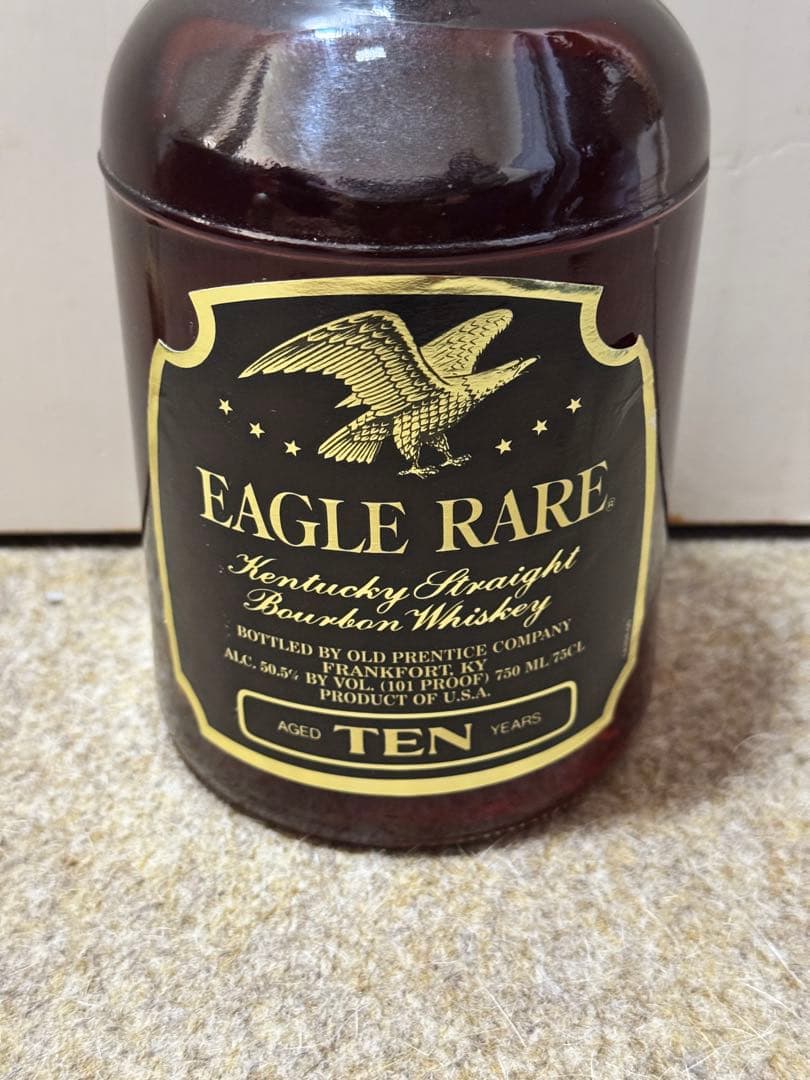 EAGLE RARE®
Kentucky Straight
Bourbon Whiskey
BOTTLED BY OLD PRENTICE COMPANY
FRANKFORT, KY
ALC. 50.5% BY VOL. (101 PROOF) 750 ML/75CL
PRODUCT OF U.S.A.
AGED TEN YEARS